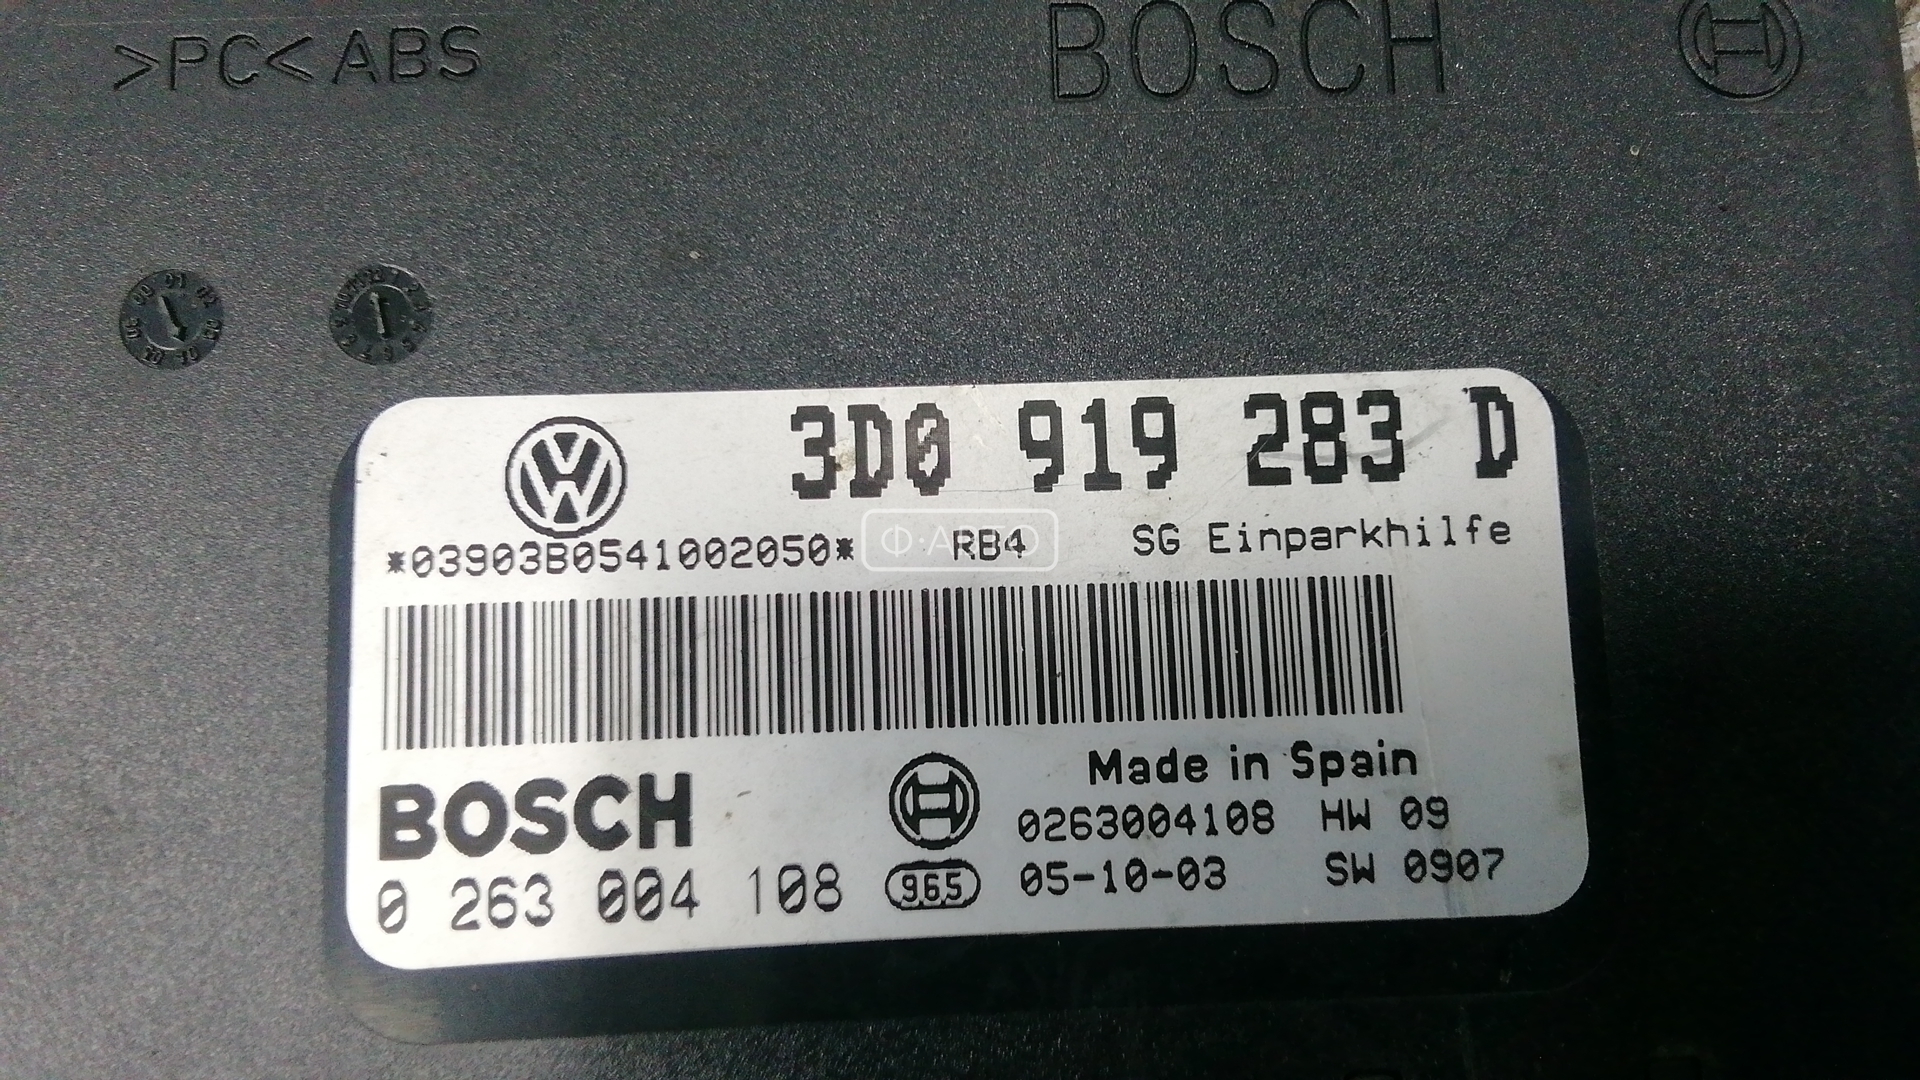 >PC< ABS
BOSCH
3D0 919 283 D
*03903B0541002050* RB4 SG Einparkhilfe
Ф·АВТО
Made in Spain
BOSCH
0263004108 HW 09
0 263 004 108 965 05-10-03 SW 0907